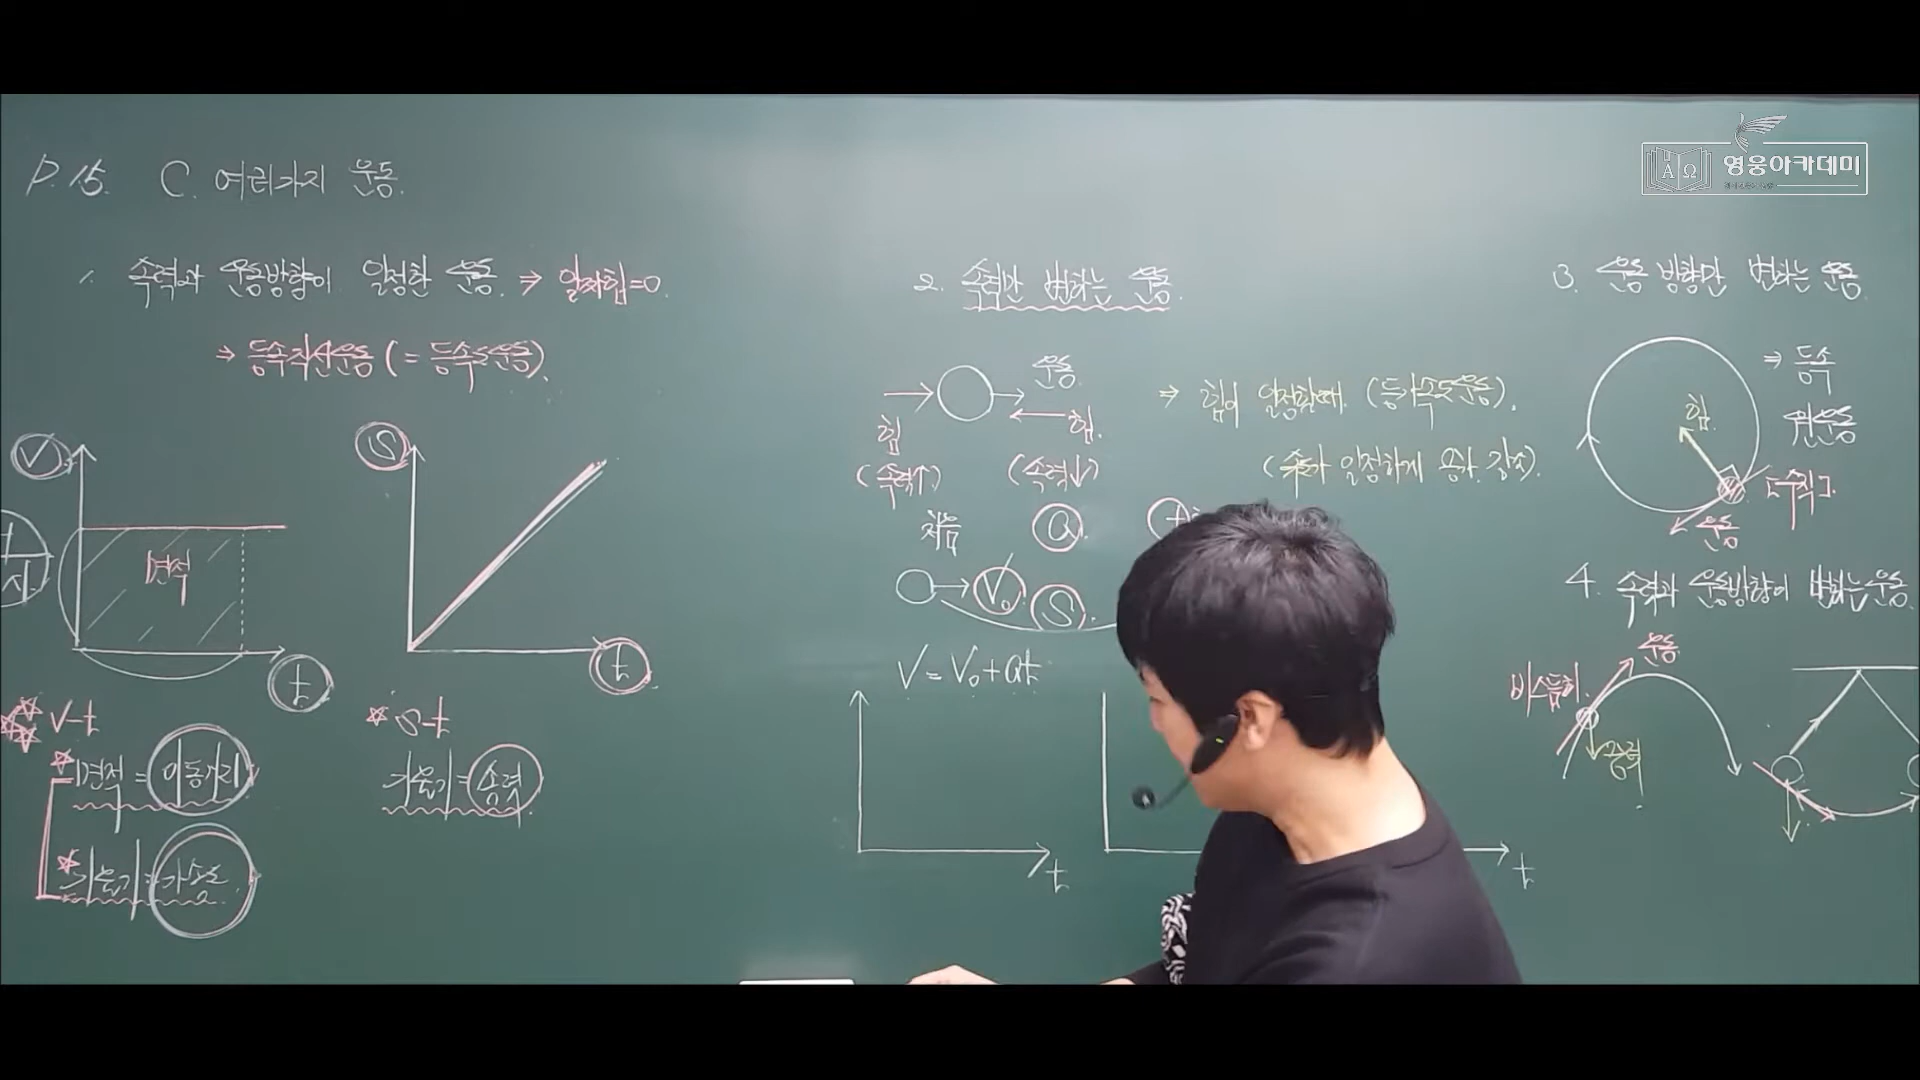 P.15. C. 여러가지 운동.
1. 속력과 운동방향이 일정한 운동. ⇒ 알짜힘=0.
⇒ 등속직선운동 (= 등속도운동).
V
t
면적
S
t
V-t
면적 = 이동거리
기울기 = 가속도.
S-t
기울기 = 속력
2. 속력만 변하는 운동.
운동.
힘
힘.
(속력↑)
(속력↓)
⇒ 힘이 일정할때. (등가속도운동).
일정하게 증가. 감소).
처음
a
t
V₀
S
V = V₀ + at
t
t
3. 운동 방향만 변하는 운동.
⇒ 등속
원운동
힘.
[수직].
운동
4. 속력과 운동방향이 변하는 운동.
운동
비스듬히.
중력
영웅아카데미